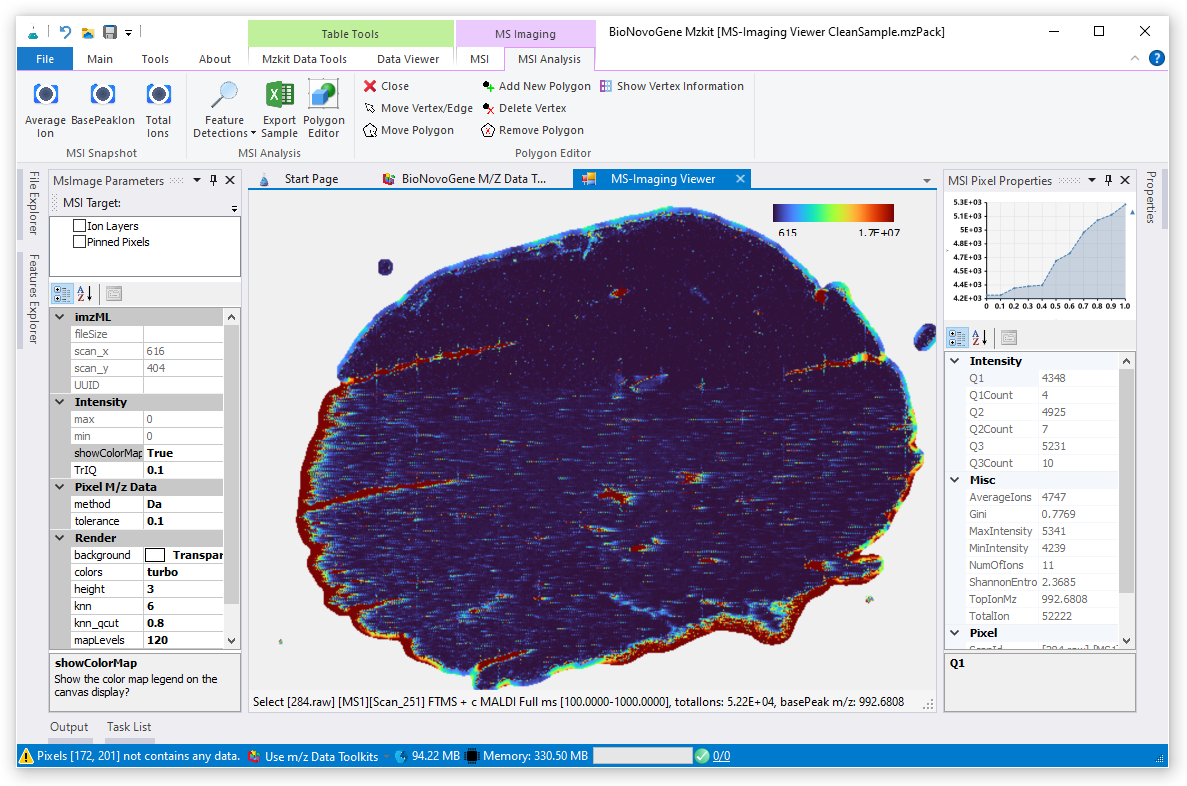 Table Tools
MS Imaging
BioNovoGene Mzkit [MS-Imaging Viewer CleanSample.mzPack]
File
Main
Tools
About
Mzkit Data Tools
Data Viewer
MSI
MSI Analysis
Average Ion
BasePeakIon
Total Ions
MSI Snapshot
Feature Detections
Export Sample
Polygon Editor
MSI Analysis
Close
Add New Polygon
Show Vertex Information
Move Vertex/Edge
Delete Vertex
Move Polygon
Remove Polygon
Polygon Editor
File Explorer
Features Explorer
MsImage Parameters
MSI Target:
Ion Layers
Pinned Pixels
imzML
fileSize
scan_x 616
scan_y 404
UUID
Intensity
max 0
min 0
showColorMap True
TrIQ 0.1
Pixel M/z Data
method Da
tolerance 0.1
Render
background Transpar
colors turbo
height 3
knn 6
knn_qcut 0.8
mapLevels 120
showColorMap
Show the color map legend on the
canvas display?
Output
Task List
Start Page
BioNovoGene M/Z Data T...
MS-Imaging Viewer
615
1.7E+07
Select [284.raw] [MS1][Scan_251] FTMS + c MALDI Full ms [100.0000-1000.0000], totalIons: 5.22E+04, basePeak m/z: 992.6808
MSI Pixel Properties
Properties
5.3E+03
5.1E+03
5E+03
4.8E+03
4.7E+03
4.5E+03
4.4E+03
4.2E+03
0 0.1 0.2 0.3 0.4 0.5 0.6 0.7 0.8 0.9 1.0
Intensity
Q1 4348
Q1Count 4
Q2 4925
Q2Count 7
Q3 5231
Q3Count 10
Misc
AverageIons 4747
Gini 0.7769
MaxIntensity 5341
MinIntensity 4239
NumOfIons 11
ShannonEntro 2.3685
TopIonMz 992.6808
TotalIon 52222
Pixel
ScanId [284.raw] [MS1]
Q1
Pixels [172, 201] not contains any data.
Use m/z Data Toolkits
94.22 MB
Memory: 330.50 MB
0/0